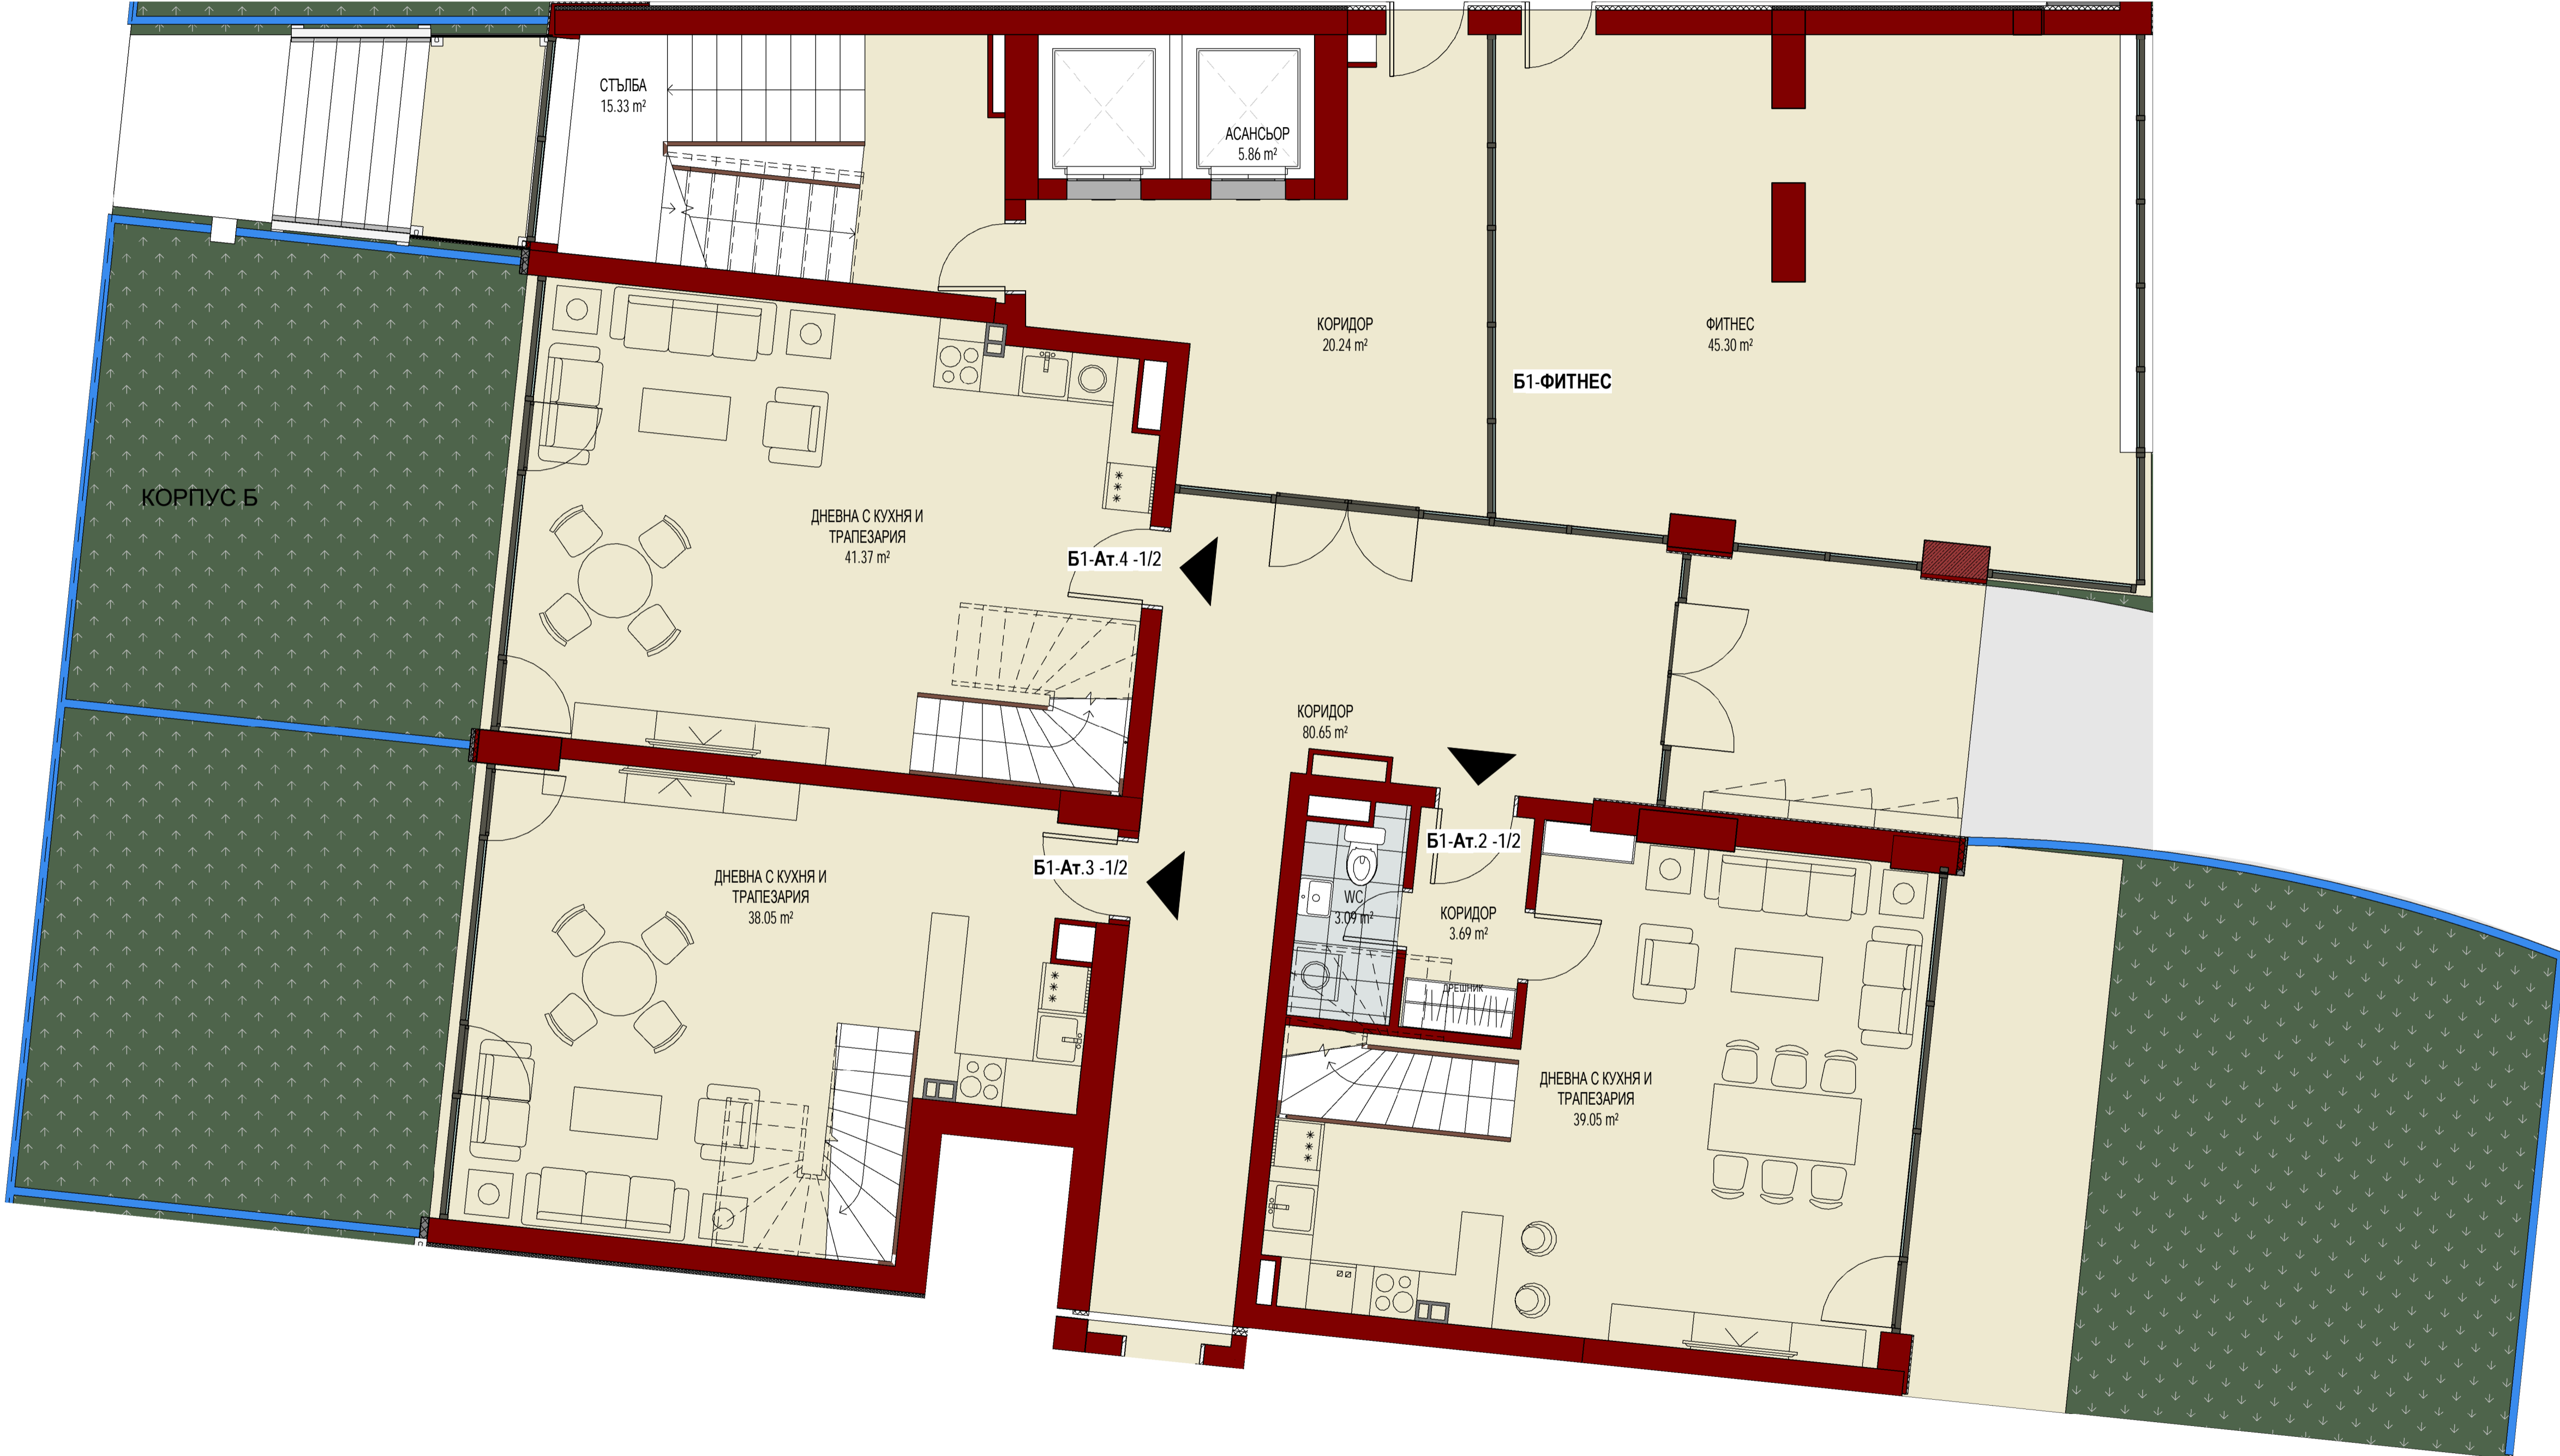 СТЪЛБА
15.33 m²
АСАНСЬОР
5.86 m²
КОРИДОР
20.24 m²
ФИТНЕС
45.30 m²
Б1-ФИТНЕС
КОРПУС Б
ДНЕВНА С КУХНЯ И
ТРАПЕЗАРИЯ
41.37 m²
Б1-Ат.4 -1/2
КОРИДОР
80.65 m²
Б1-Ат.2 -1/2
Б1-Ат.3 -1/2
ДНЕВНА С КУХНЯ И
ТРАПЕЗАРИЯ
38.05 m²
WC
3.09 m²
КОРИДОР
3.69 m²
ДРЕШНИК
ДНЕВНА С КУХНЯ И
ТРАПЕЗАРИЯ
39.05 m²